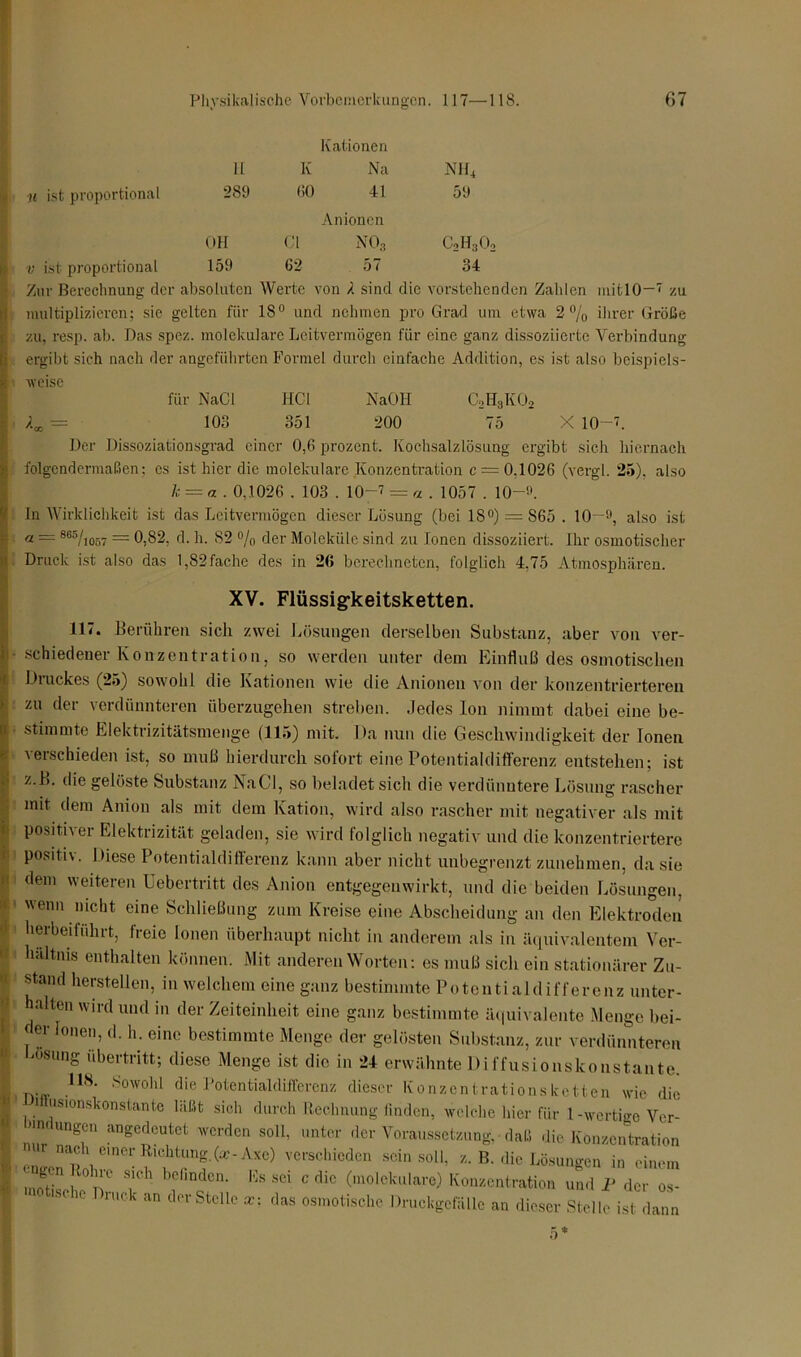 Physikalische Vorbemerkungen. 117—118. 67
Kationen
H K Na NH₄
u ist proportional 289 60 41 59
Anionen
OH Cl NO₃ C₂H₃O₂
v ist proportional 159 62 57 34
Zur Berechnung der absoluten Werte von λ sind die vorstehenden Zahlen mit10—⁷ zu
multiplizieren; sie gelten für 18⁰ und nehmen pro Grad um etwa 2 % ihrer Größe
zu, resp. ab. Das spez. molekulare Leitvermögen für eine ganz dissoziierte Verbindung
ergibt sich nach der angeführten Formel durch einfache Addition, es ist also beispiels-
weise
für NaCl HCl NaOH C₂H₃KO₂
λ∞ = 103 351 200 75 × 10—⁷.
Der Dissoziationsgrad einer 0,6 prozent. Kochsalzlösung ergibt sich hiernach
folgendermaßen; es ist hier die molekulare Konzentration c = 0,1026 (vergl. 25), also
k = a . 0,1026 . 103 . 10—⁷ = a . 1057 . 10—⁹.
In Wirklichkeit ist das Leitvermögen dieser Lösung (bei 18⁰) = 865 . 10—⁹, also ist
a = ⁸⁶⁵/₁₀₅₇ = 0,82, d. h. 82 % der Moleküle sind zu Ionen dissoziiert. Ihr osmotischer
Druck ist also das 1,82fache des in 26 berechneten, folglich 4,75 Atmosphären.
XV. Flüssigkeitsketten.
117. Berühren sich zwei Lösungen derselben Substanz, aber von ver-
schiedener Konzentration, so werden unter dem Einfluß des osmotischen
Druckes (25) sowohl die Kationen wie die Anionen von der konzentrierteren
zu der verdünnteren überzugehen streben. Jedes Ion nimmt dabei eine be-
stimmte Elektrizitätsmenge (115) mit. Da nun die Geschwindigkeit der Ionen
verschieden ist, so muß hierdurch sofort eine Potentialdifferenz entstehen; ist
z.B. die gelöste Substanz NaCl, so beladet sich die verdünntere Lösung rascher
mit dem Anion als mit dem Kation, wird also rascher mit negativer als mit
positiver Elektrizität geladen, sie wird folglich negativ und die konzentriertere
positiv. Diese Potentialdifferenz kann aber nicht unbegrenzt zunehmen, da sie
dem weiteren Uebertritt des Anion entgegenwirkt, und die beiden Lösungen,
wenn nicht eine Schließung zum Kreise eine Abscheidung an den Elektroden
herbeiführt, freie Ionen überhaupt nicht in anderem als in äquivalentem Ver-
hältnis enthalten können. Mit anderen Worten: es muß sich ein stationärer Zu-
stand herstellen, in welchem eine ganz bestimmte Potentialdifferenz unter-
halten wird und in der Zeiteinheit eine ganz bestimmte äquivalente Menge bei-
der Ionen, d. h. eine bestimmte Menge der gelösten Substanz, zur verdünnteren
Lösung übertritt; diese Menge ist die in 24 erwähnte Diffusionskonstante.
118. Sowohl die Potentialdifferenz dieser Konzentrationsketten wie die
Diffusionskonstante läßt sich durch Rechnung finden, welche hier für 1-wertige Ver-
bindungen angedeutet werden soll, unter der Voraussetzung, daß die Konzentration
nur nach einer Richtung (x-Axe) verschieden sein soll, z. B. die Lösungen in einem
engen Rohre sich befinden. Es sei c die (molekulare) Konzentration und P der os-
motische Druck an der Stelle x; das osmotische Druckgefälle an dieser Stelle ist dann
5*